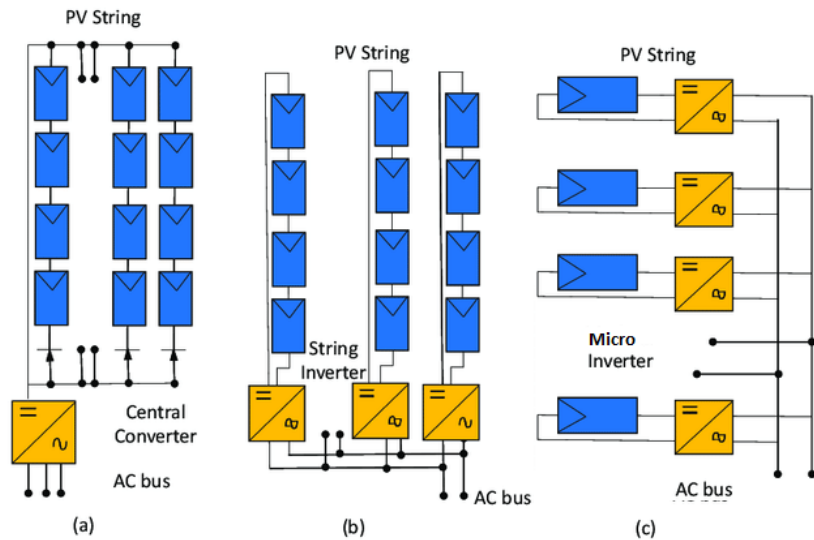 PV String
Central
Converter
AC bus
(a)
PV String
String
Inverter
AC bus
(b)
PV String
Micro
Inverter
AC bus
(c)